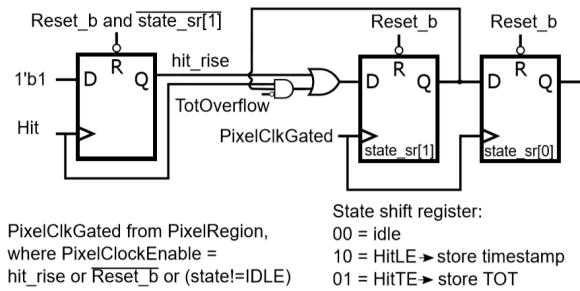 Reset_b and state_sr[1]
Reset_b
Reset_b
R
R
R
hit_rise
1'b1
D
Q
D
Q
D
Q
TotOverflow
Hit
PixelClkGated
state_sr[1]
state_sr[0]
PixelClkGated from PixelRegion,
where PixelClockEnable =
hit_rise or Reset_b or (state!=IDLE)
State shift register:
00 = idle
10 = HitLE➔ store timestamp
01 = HitTE➔ store TOT